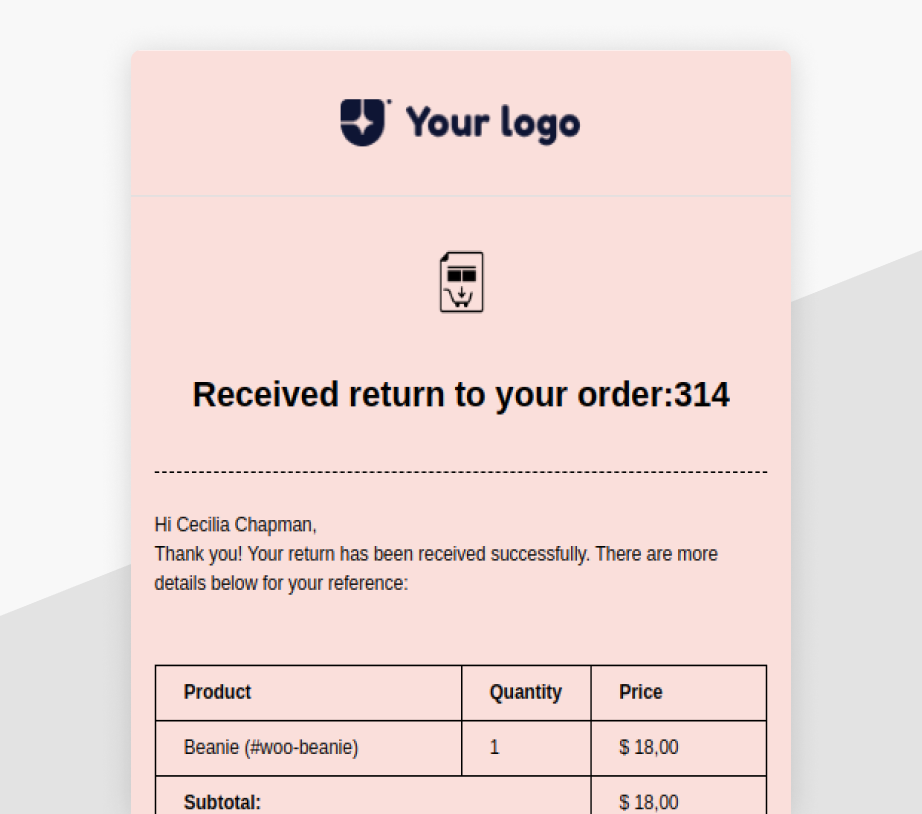 Your logo
Received return to your order:314
Hi Cecilia Chapman,
Thank you! Your return has been received successfully. There are more
details below for your reference:
Product Quantity Price
Beanie (#woo-beanie) 1 $ 18,00
Subtotal: $ 18,00